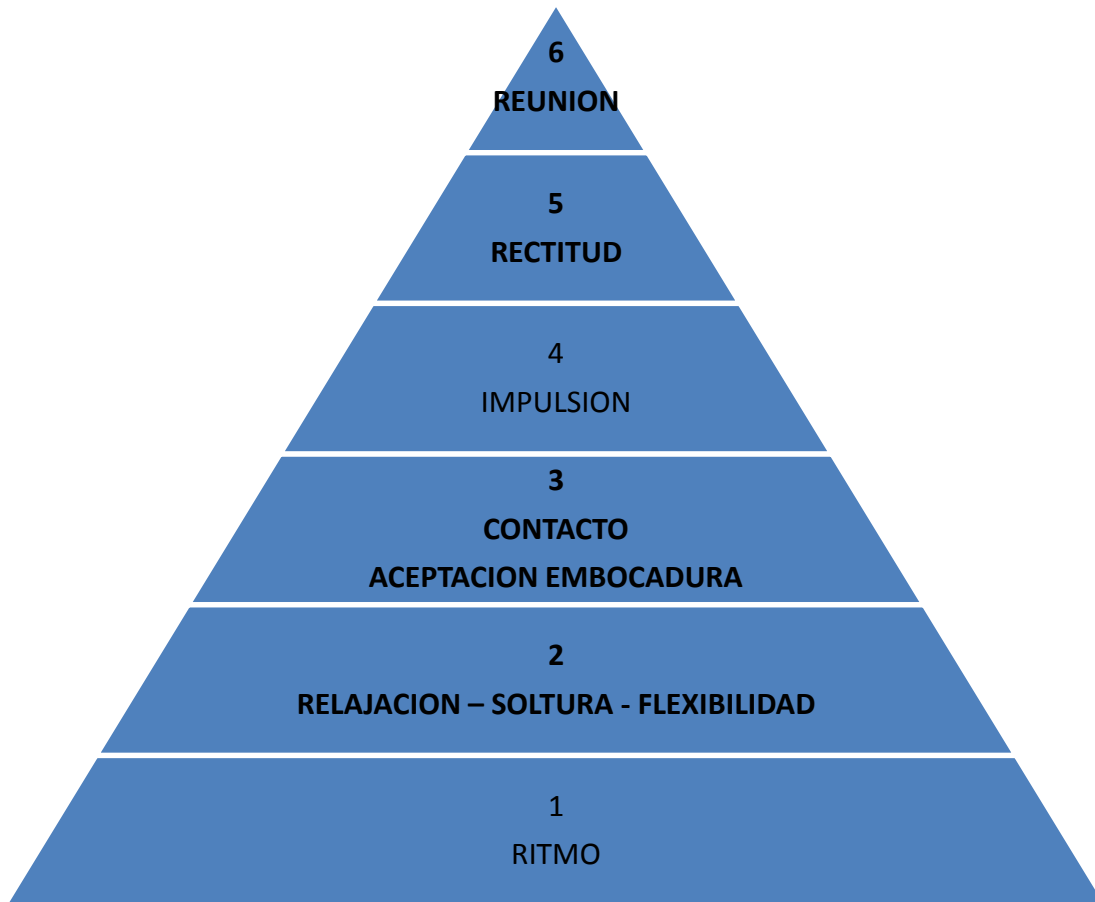 6
REUNION
5
RECTITUD
4
IMPULSION
3
CONTACTO
ACEPTACION EMBOCADURA
2
RELAJACION – SOLTURA - FLEXIBILIDAD
1
RITMO